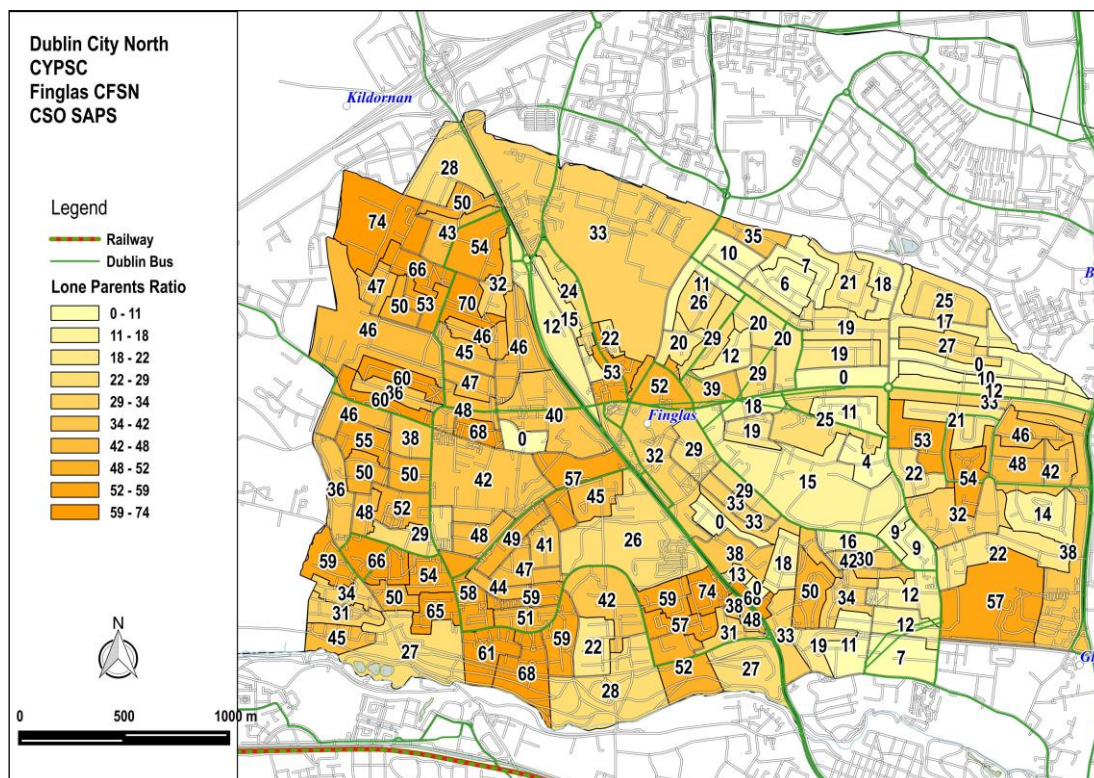 Dublin City North
CYPSC
Finglas CFSN
CSO SAPS
Legend
Railway
Dublin Bus
Lone Parents Ratio
0 - 11
11 - 18
18 - 22
22 - 29
29 - 34
34 - 42
42 - 48
48 - 52
52 - 59
59 - 74
N
0 500 1000 m
Kildornan
28
50
74 43 54 33 35
10 7
66 6 21 18
47 50 53 70 32 24 11 26 25
12 15 17
46 46 46 22 20 29 20 20 19 27
45 12 19 0
60 47 53 52 39 29 0 10
60 36 12
46 48 40 Finglas 18 11 33
55 38 68 0 19 25 21 46
32 29 53
50 50 42 57 4 22 54 48 42
36 45 15
48 52 29 32 14
29 48 49 41 0 33 33 9 9
59 66 47 26 38 18 16 22 38
54 44 13 42 30
34 50 58 59 42 59 74 0 50 34 12 57
31 65 51 38 68
45 57 48 12
27 61 59 22 31 33 19 11 7
68 52 27
28
B
Gl